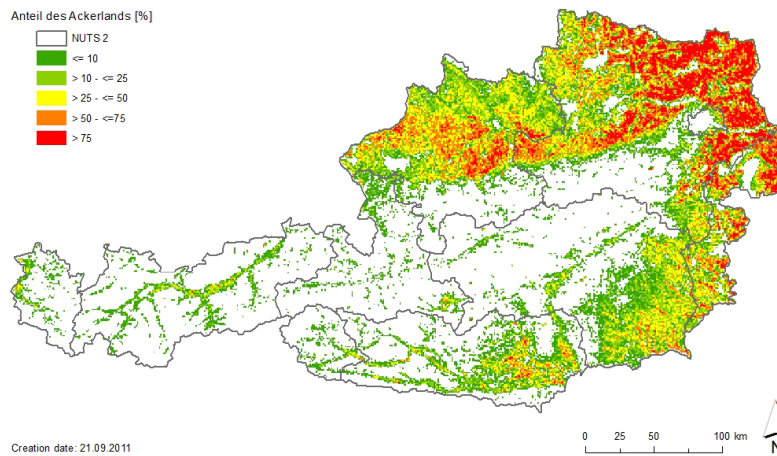 Anteil des Ackerlands [%]
NUTS 2
<= 10
> 10 - <= 25
> 25 - <= 50
> 50 - <=75
> 75
0 25 50 100 km
N
Creation date: 21.09.2011